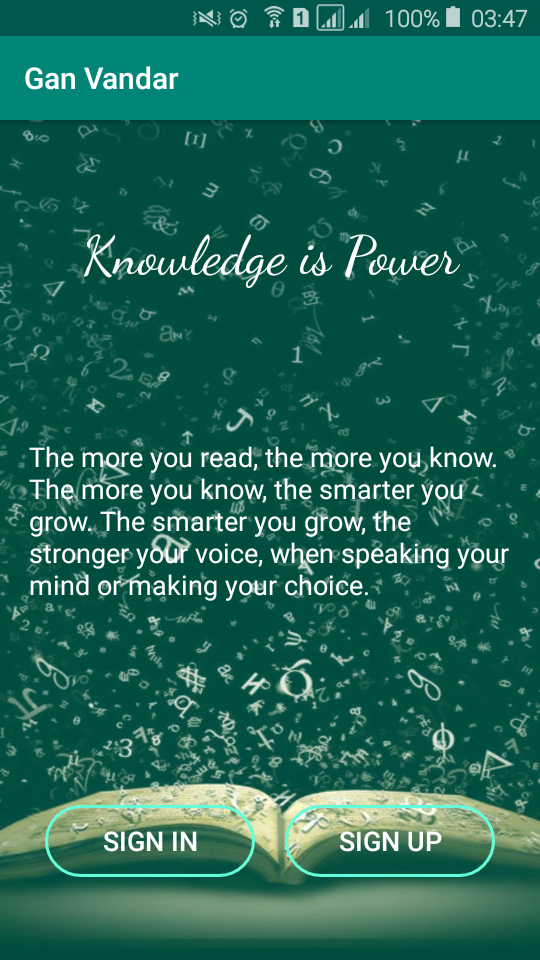 100% 03:47
Gan Vandar
Knowledge is Power
The more you read, the more you know.
The more you know, the smarter you
grow. The smarter you grow, the
stronger your voice, when speaking your
mind or making your choice.
SIGN IN SIGN UP